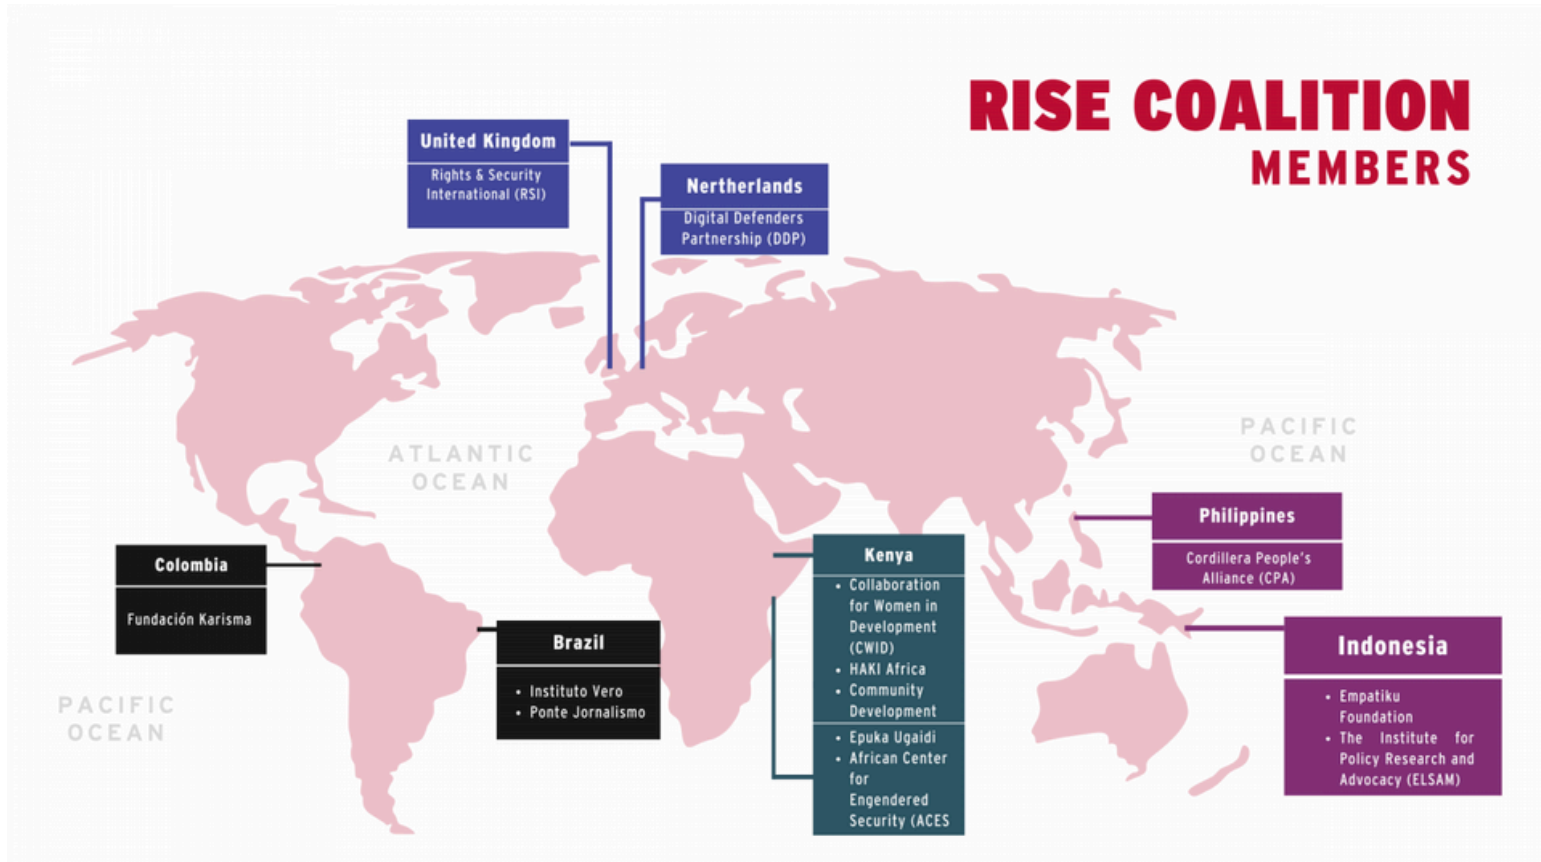 RISE COALITION
MEMBERS
United Kingdom
Rights & Security
International (RSI)
Nertherlands
Digital Defenders
Partnership (DDP)
ATLANTIC
OCEAN
PACIFIC
OCEAN
Philippines
Cordillera People's
Alliance (CPA)
Colombia
Fundación Karisma
Brazil
• Instituto Vero
• Ponte Jornalismo
Kenya
• Collaboration
for Women in
Development
(CWID)
• HAKI Africa
• Community
Development
• Epuka Ugaidi
• African Center
for
Engendered
Security (ACES
Indonesia
• Empatiku
Foundation
• The Institute for
Policy Research and
Advocacy (ELSAM)
PACIFIC
OCEAN